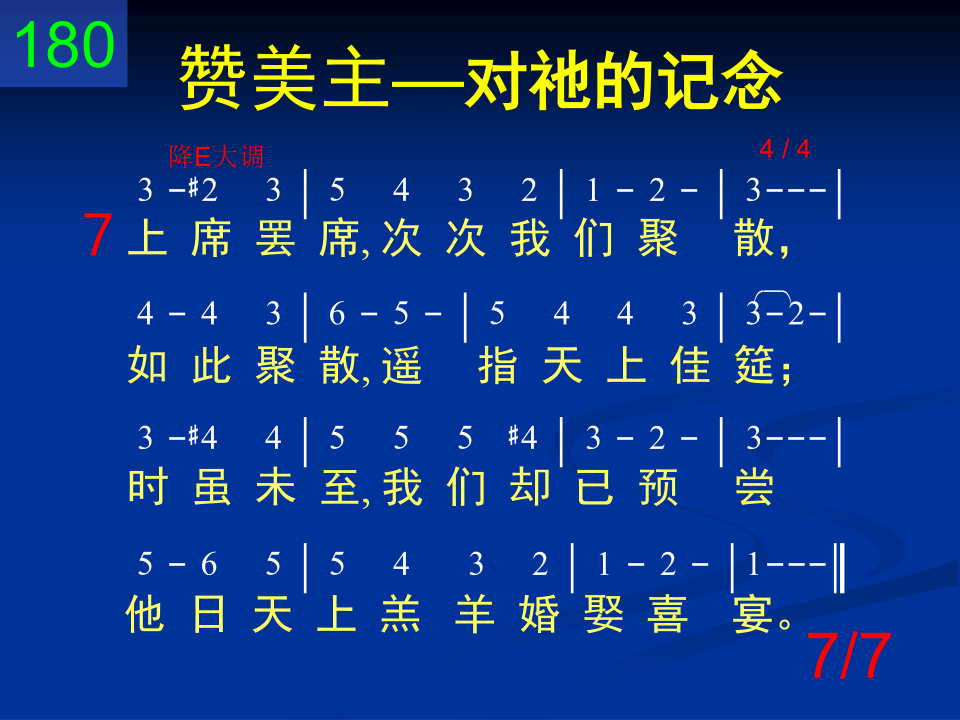 180
赞美主—对祂的记念
降E大调 4 / 4
3 -#2 3 | 5 4 3 2 | 1 - 2 - | 3---|
7 上 席 罢 席, 次 次 我 们 聚 散，
4 - 4 3 | 6 - 5 - | 5 4 4 3 | 3-2-|
如 此 聚 散, 遥 指 天 上 佳 筵；
3 -#4 4 | 5 5 5 #4 | 3 - 2 - | 3---|
时 虽 未 至, 我 们 却 已 预 尝
5 - 6 5 | 5 4 3 2 | 1 - 2 - | 1---‖
他 日 天 上 羔 羊 婚 娶 喜 宴。
7/7